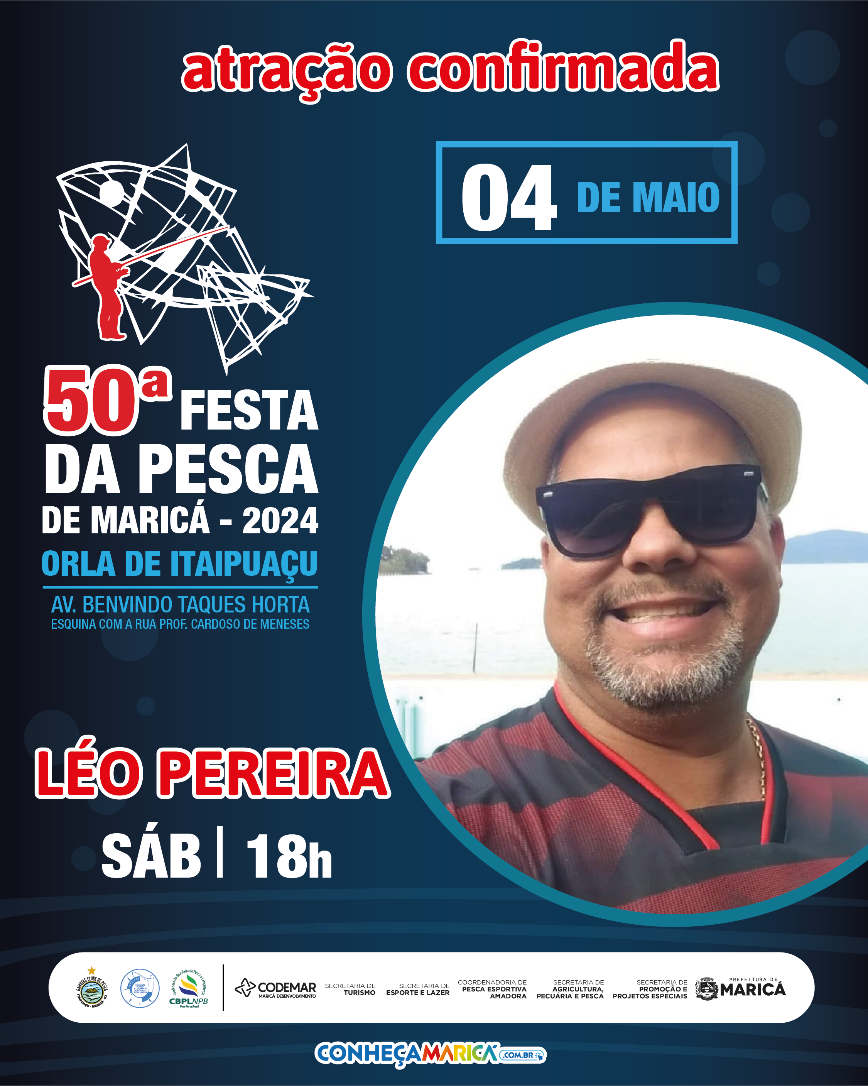 atração confirmada
04 DE MAIO
50ª FESTA
DA PESCA
DE MARICÁ - 2024
ORLA DE ITAIPUAÇU
AV. BENVINDO TAQUES HORTA
ESQUINA COM A RUA PROF. CARDOSO DE MENESES
LÉO PEREIRA
SÁB | 18h
CBPLNPB
CODEMAR
MARICÁ DESENVOLVIMENTO
SECRETARIA DE
TURISMO
SECRETARIA DE
ESPORTE E LAZER
COORDENADORIA DE
PESCA ESPORTIVA
AMADORA
SECRETARIA DE
AGRICULTURA,
PECUÁRIA E PESCA
SECRETARIA DE
PROMOÇÃO E
PROJETOS ESPECIAIS
PREFEITURA DE
MARICÁ
CONHEÇAMARICÁ.COM.BR